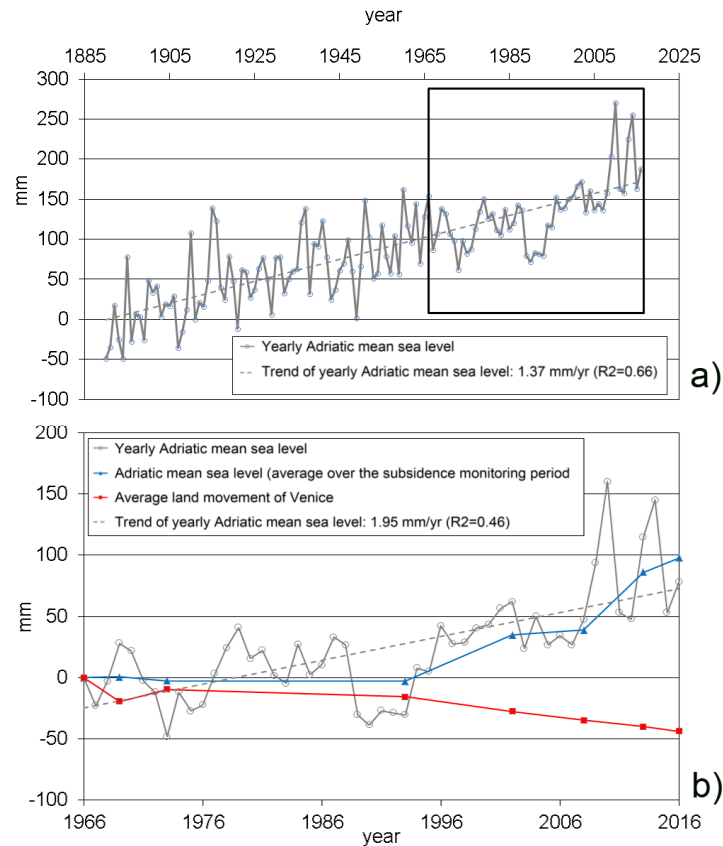 year
1885 1905 1925 1945 1965 1985 2005 2025
300
250
200
150
mm
100
50
0
-50
-100
Yearly Adriatic mean sea level
Trend of yearly Adriatic mean sea level: 1.37 mm/yr (R2=0.66)
a)
200
150
100
50
mm
0
-50
-100
Yearly Adriatic mean sea level
Adriatic mean sea level (average over the subsidence monitoring period
Average land movement of Venice
Trend of yearly Adriatic mean sea level: 1.95 mm/yr (R2=0.46)
b)
1966 1976 1986 1996 2006 2016
year